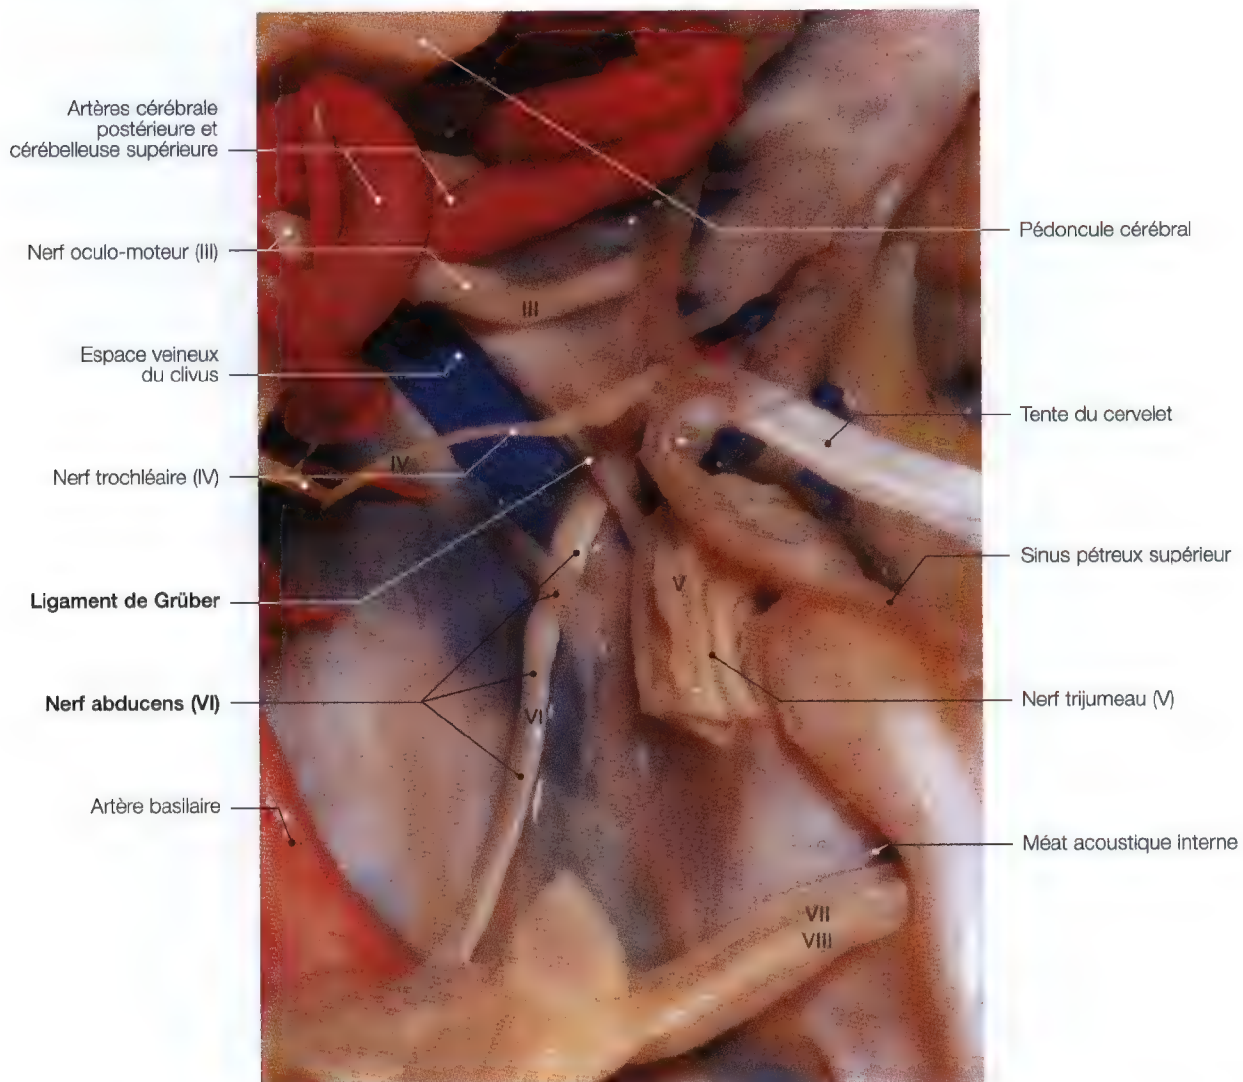 Artères cérébrale
postérieure et
cérébelleuse supérieure
Nerf oculo-moteur (III)
Espace veineux
du clivus
Nerf trochléaire (IV)
Ligament de Grüber
Nerf abducens (VI)
Artère basilaire
III
IV
V
VI
VII
VIII
Pédoncule cérébral
Tente du cervelet
Sinus pétreux supérieur
Nerf trijumeau (V)
Méat acoustique interne